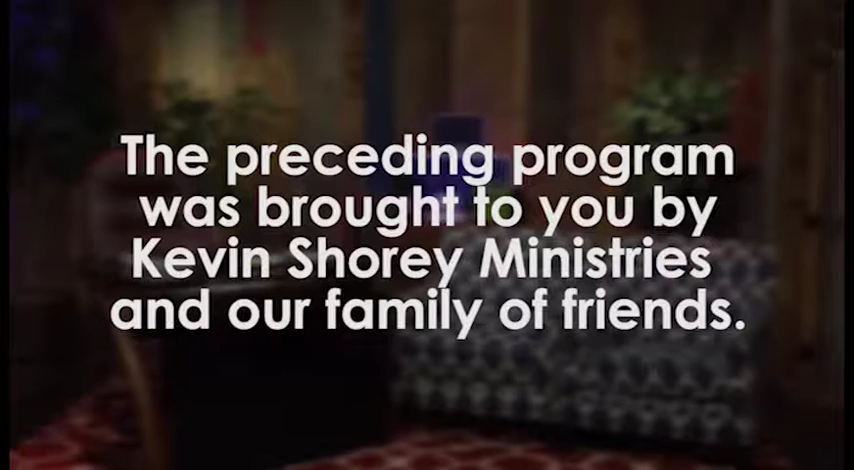 The preceding program
was brought to you by
Kevin Shorey Ministries
and our family of friends.